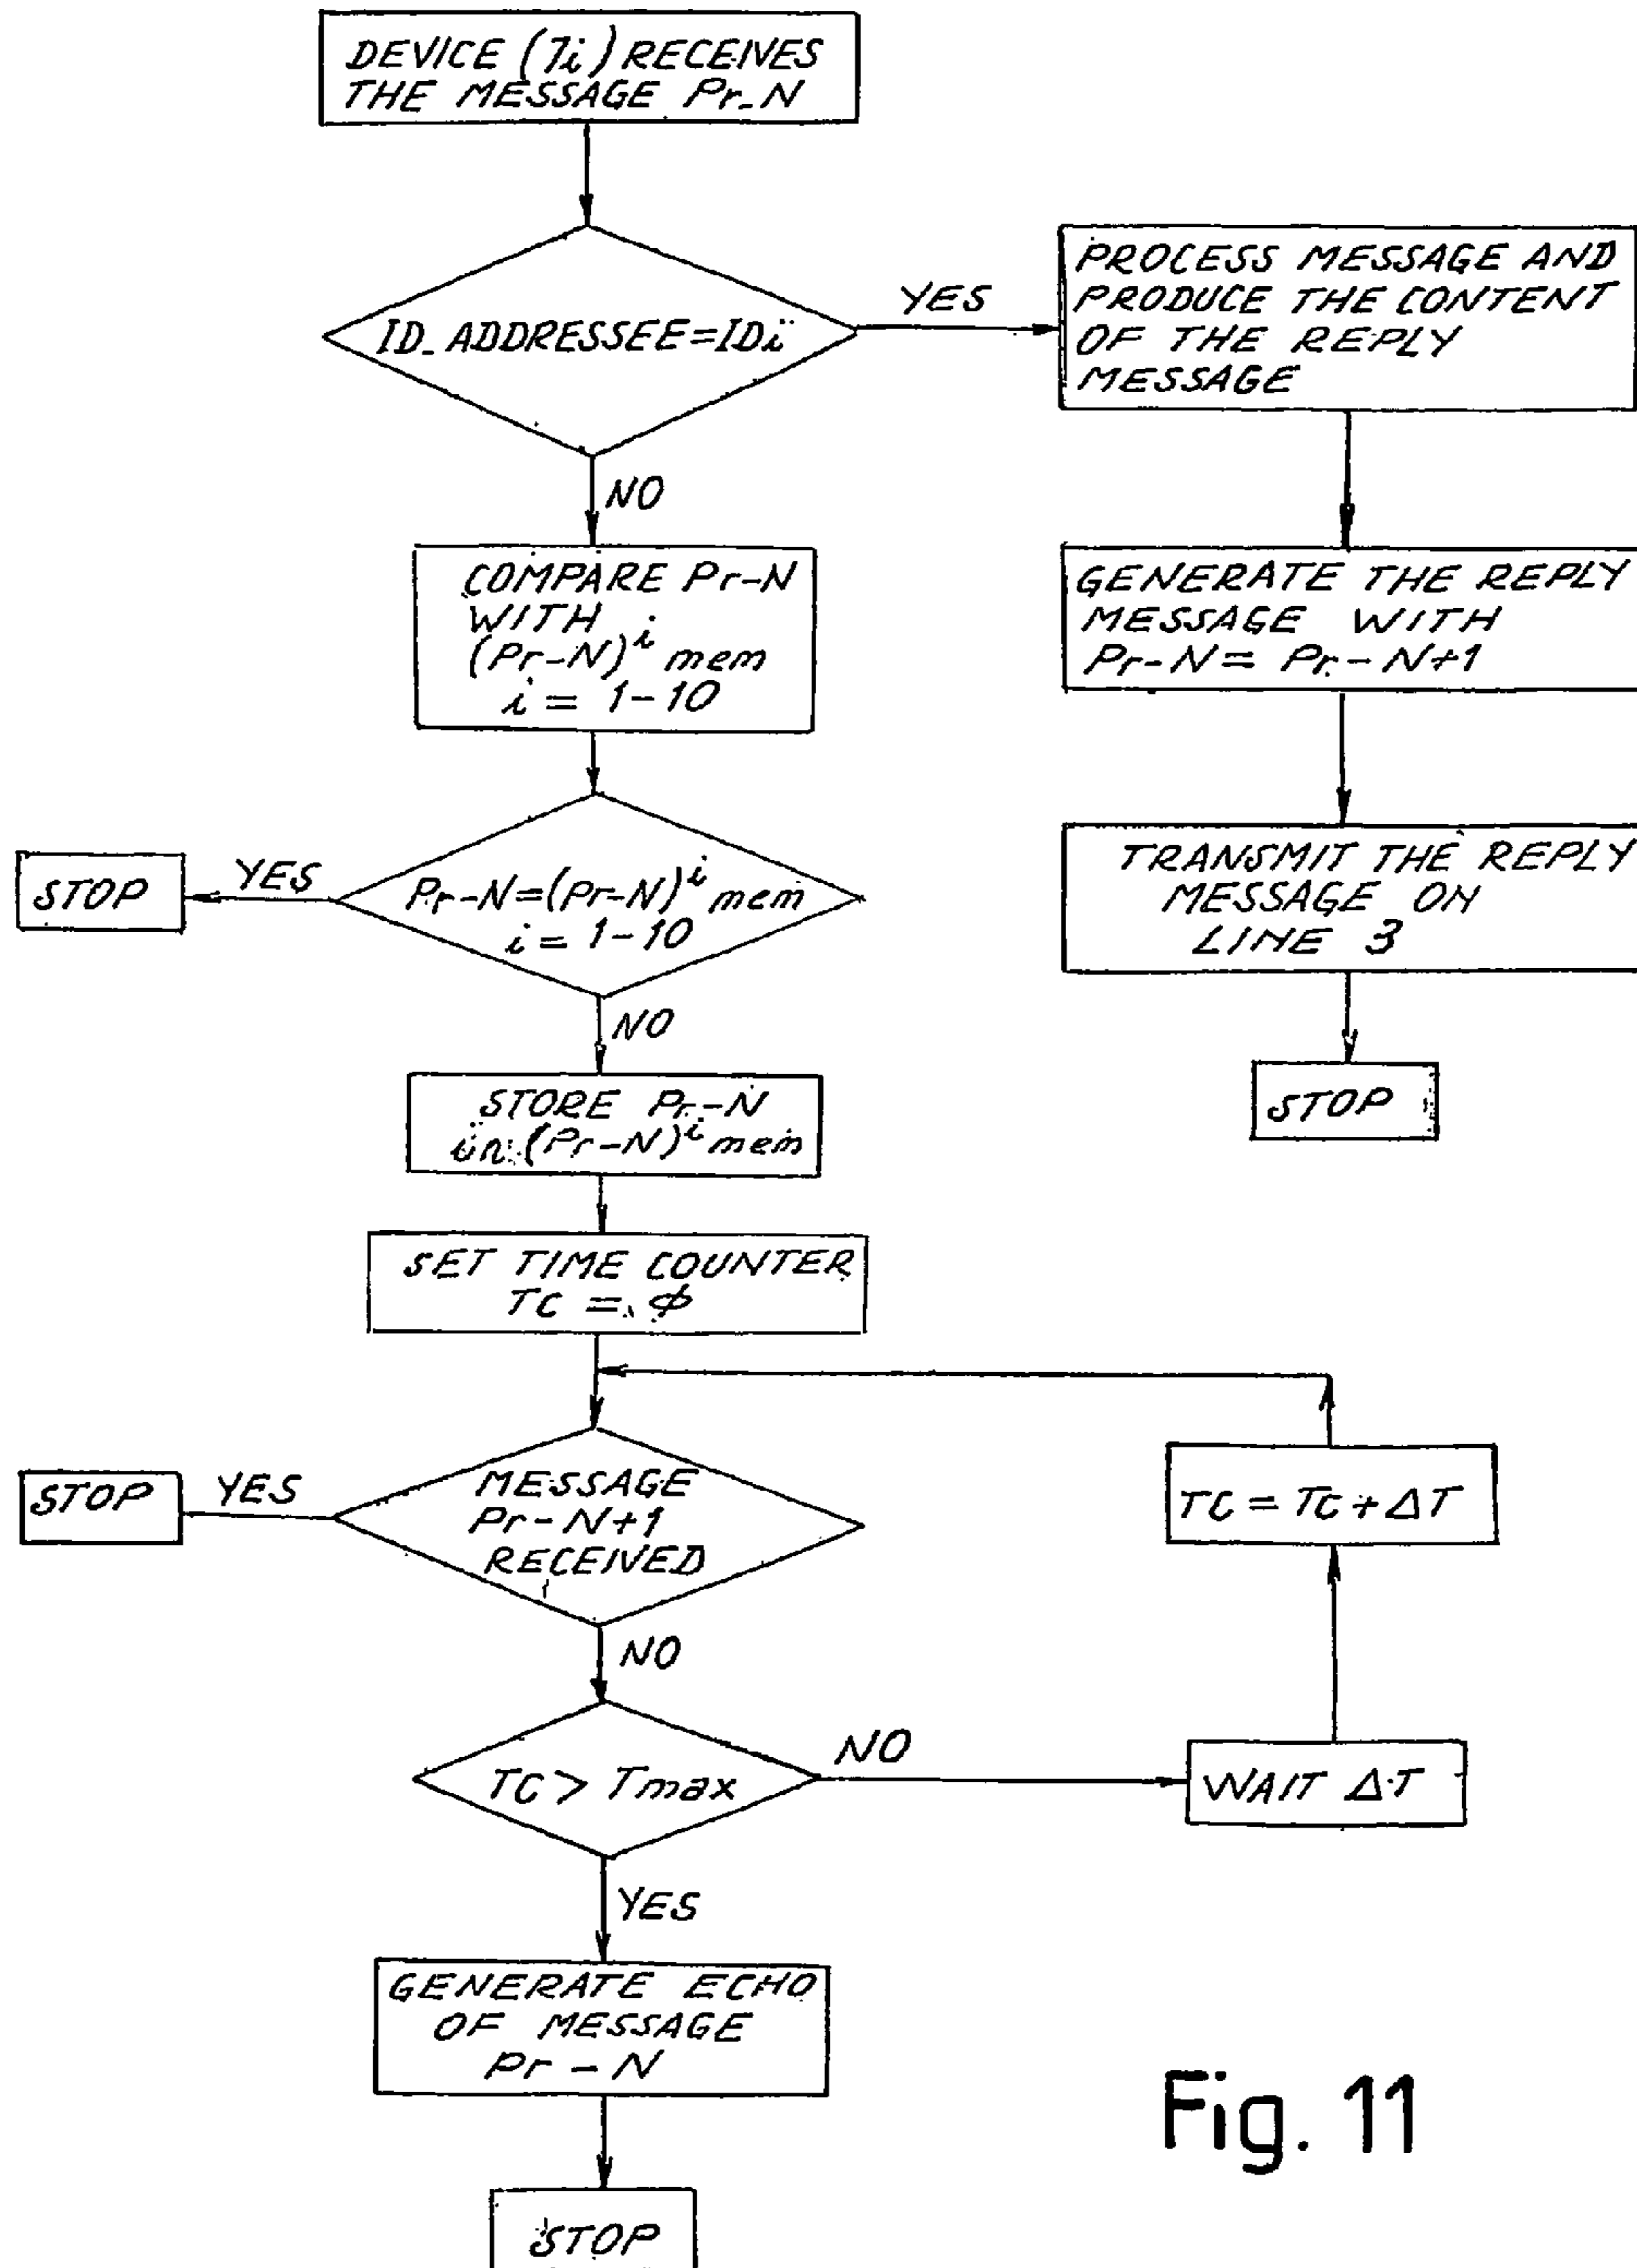 DEVICE (7i) RECEIVES
THE MESSAGE Pr-N
ID_ADDRESSEE=IDi
YES
PROCESS MESSAGE AND
PRODUCE THE CONTENT
OF THE REPLY
MESSAGE
NO
COMPARE Pr-N
WITH
(Pr-N)^i mem
i = 1-10
GENERATE THE REPLY
MESSAGE WITH
Pr-N = Pr-N+1
STOP
YES
Pr-N=(Pr-N)^i mem
i = 1-10
TRANSMIT THE REPLY
MESSAGE ON
LINE 3
NO
STORE Pr-N
in (Pr-N)^i mem
STOP
SET TIME COUNTER
TC = ϕ
STOP
YES
MESSAGE
Pr-N+1
RECEIVED
TC = TC + ΔT
NO
TC > Tmax
NO
WAIT ΔT
YES
GENERATE ECHO
OF MESSAGE
Pr-N
STOP
Fig. 11